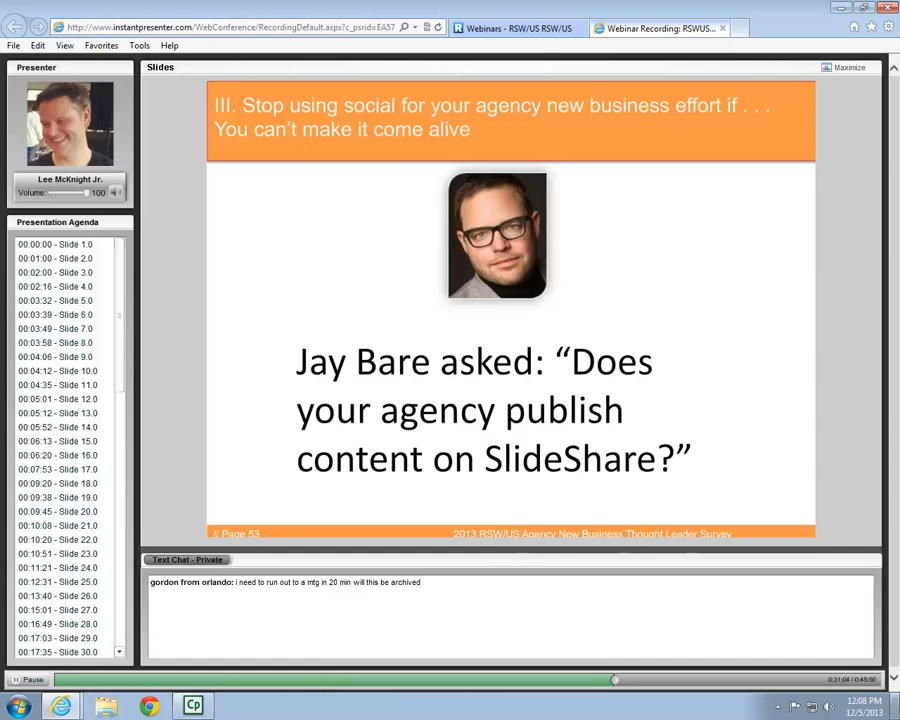 http://www.instantpresenter.com/WebConference/RecordingDefault.aspx?c_psrid=EA57
Webinars - RSW/US RSW/US
Webinar Recording: RSWUS...
File Edit View Favorites Tools Help
Presenter
Lee McKnight Jr.
Volume: 100
Presentation Agenda
00:00:00 - Slide 1.0
00:01:00 - Slide 2.0
00:02:00 - Slide 3.0
00:02:16 - Slide 4.0
00:03:32 - Slide 5.0
00:03:39 - Slide 6.0
00:03:49 - Slide 7.0
00:03:58 - Slide 8.0
00:04:06 - Slide 9.0
00:04:12 - Slide 10.0
00:04:35 - Slide 11.0
00:05:01 - Slide 12.0
00:05:12 - Slide 13.0
00:05:52 - Slide 14.0
00:06:13 - Slide 15.0
00:06:20 - Slide 16.0
00:07:53 - Slide 17.0
00:09:20 - Slide 18.0
00:09:38 - Slide 19.0
00:09:45 - Slide 20.0
00:10:08 - Slide 21.0
00:10:20 - Slide 22.0
00:10:51 - Slide 23.0
00:11:21 - Slide 24.0
00:12:31 - Slide 25.0
00:13:40 - Slide 26.0
00:15:01 - Slide 27.0
00:16:49 - Slide 28.0
00:17:03 - Slide 29.0
00:17:35 - Slide 30.0
Slides
Maximize
III. Stop using social for your agency new business effort if . . .
You can't make it come alive
Jay Bare asked: “Does
your agency publish
content on SlideShare?”
// Page 53
2013 RSW/US Agency New Business Thought Leader Survey
Text Chat - Private
gordon from orlando: i need to run out to a mtg in 20 min will this be archived
Pause
0:31:04 / 0:45:50
Cp
12:08 PM
12/5/2013